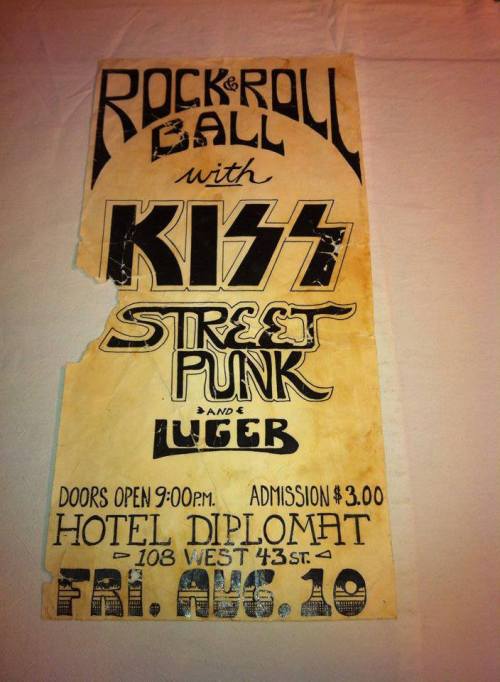 ROCK & ROLL
BALL
with
KISS
STREET
PUNK
AND
LUGER
DOORS OPEN 9:00 P.M. ADMISSION $3.00
HOTEL DIPLOMAT
108 WEST 43 ST.
FRI. AUG. 10